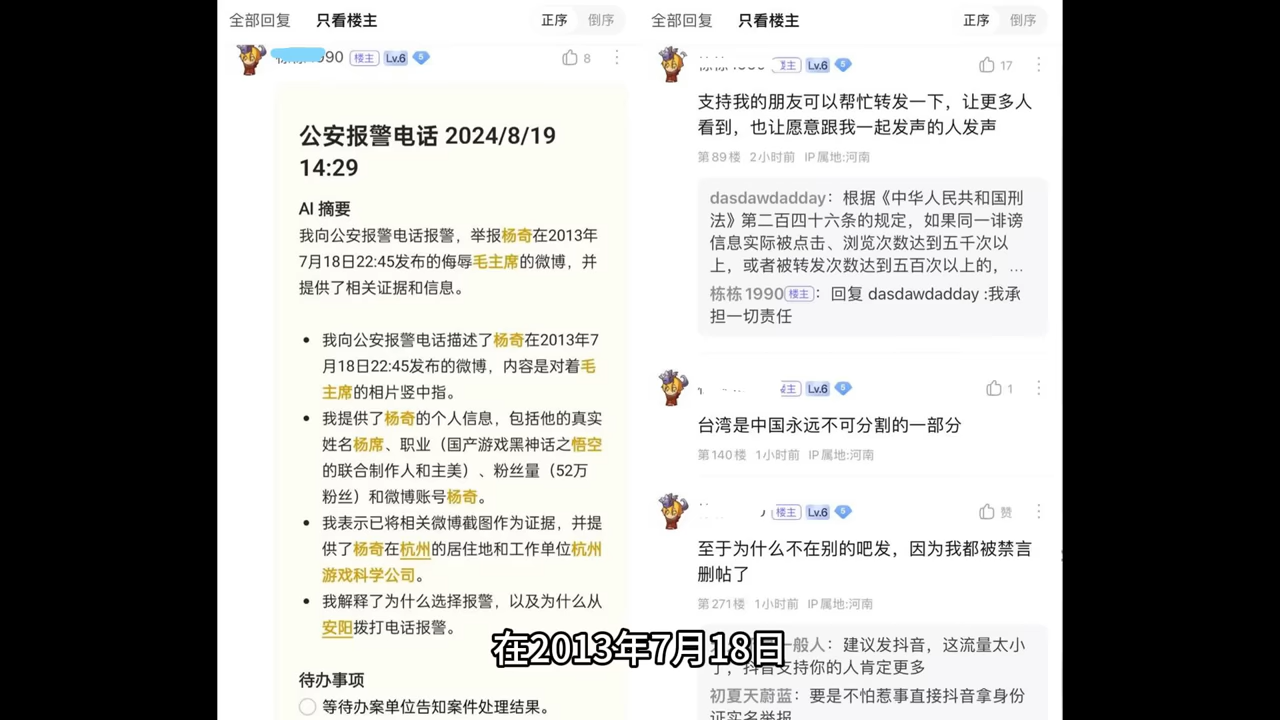 全部回复 只看楼主 正序 倒序
990 楼主 Lv.6 5 8
公安报警电话 2024/8/19
14:29
AI 摘要
我向公安报警电话报警，举报杨奇在2013年
7月18日22:45发布的侮辱毛主席的微博，并
提供了相关证据和信息。
我向公安报警电话描述了杨奇在2013年7
月18日22:45发布的微博，内容是对着毛
主席的相片竖中指。
我提供了杨奇的个人信息，包括他的真实
姓名杨席、职业（国产游戏黑神话之悟空
的联合制作人和主美）、粉丝量（52万
粉丝）和微博账号杨奇。
我表示已将相关微博截图作为证据，并提
供了杨奇在杭州的居住地和工作单位杭州
游戏科学公司。
我解释了为什么选择报警，以及为什么从
安阳拨打电话报警。
待办事项
等待办案单位告知案件处理结果。
全部回复 只看楼主 正序 倒序
主 Lv.6 5 17
支持我的朋友可以帮忙转发一下，让更多人
看到，也让愿意跟我一起发声的人发声
第89楼 2小时前 IP属地:河南
dasdawdadday：根据《中华人民共和国刑
法》第二百四十六条的规定，如果同一诽谤
信息实际被点击、浏览次数达到五千次以
上，或者被转发次数达到五百次以上的，...
栋栋1990 楼主：回复 dasdawdadday :我承
担一切责任
主 Lv.6 5 1
台湾是中国永远不可分割的一部分
第140楼 1小时前 IP属地:河南
楼主 Lv.6 5 赞
至于为什么不在别的吧发，因为我都被禁言
删帖了
第271楼 1小时前 IP属地:河南
一般人：建议发抖音，这流量太小
了，抖音支持你的人肯定更多
初夏天蔚蓝：要是不怕惹事直接抖音拿身份
证实名举报
在2013年7月18日